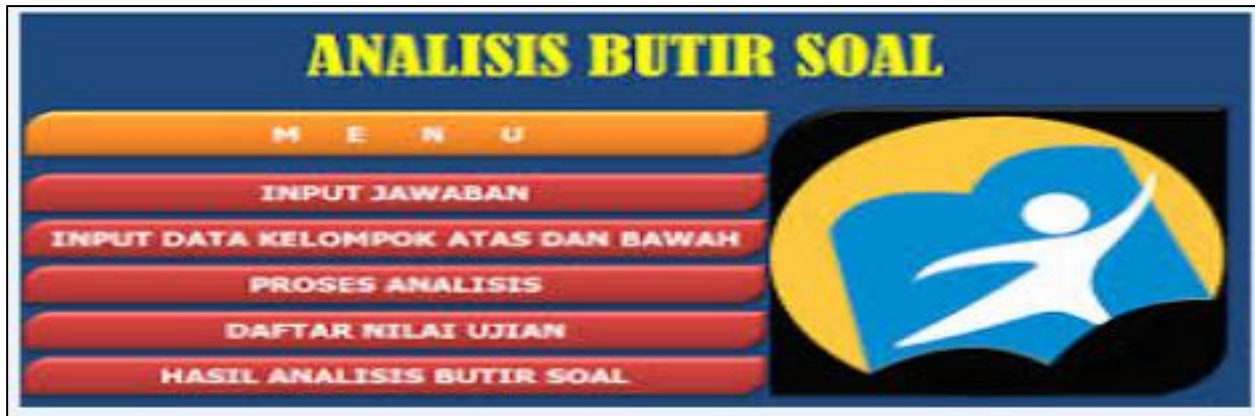 ANALISIS BUTIR SOAL
M E N U
INPUT JAWABAN
INPUT DATA KELOMPOK ATAS DAN BAWAH
PROSES ANALISIS
DAFTAR NILAI UJIAN
HASIL ANALISIS BUTIR SOAL